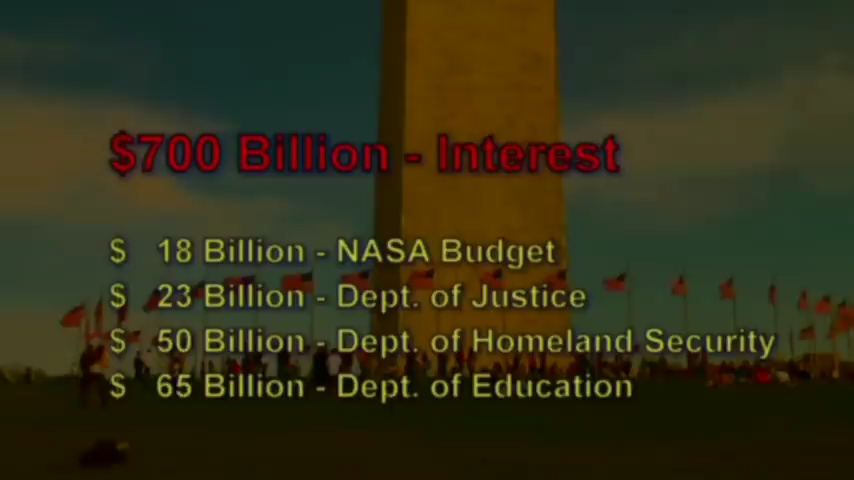 $700 Billion - Interest
$ 18 Billion - NASA Budget
$ 23 Billion - Dept. of Justice
$ 50 Billion - Dept. of Homeland Security
$ 65 Billion - Dept. of Education